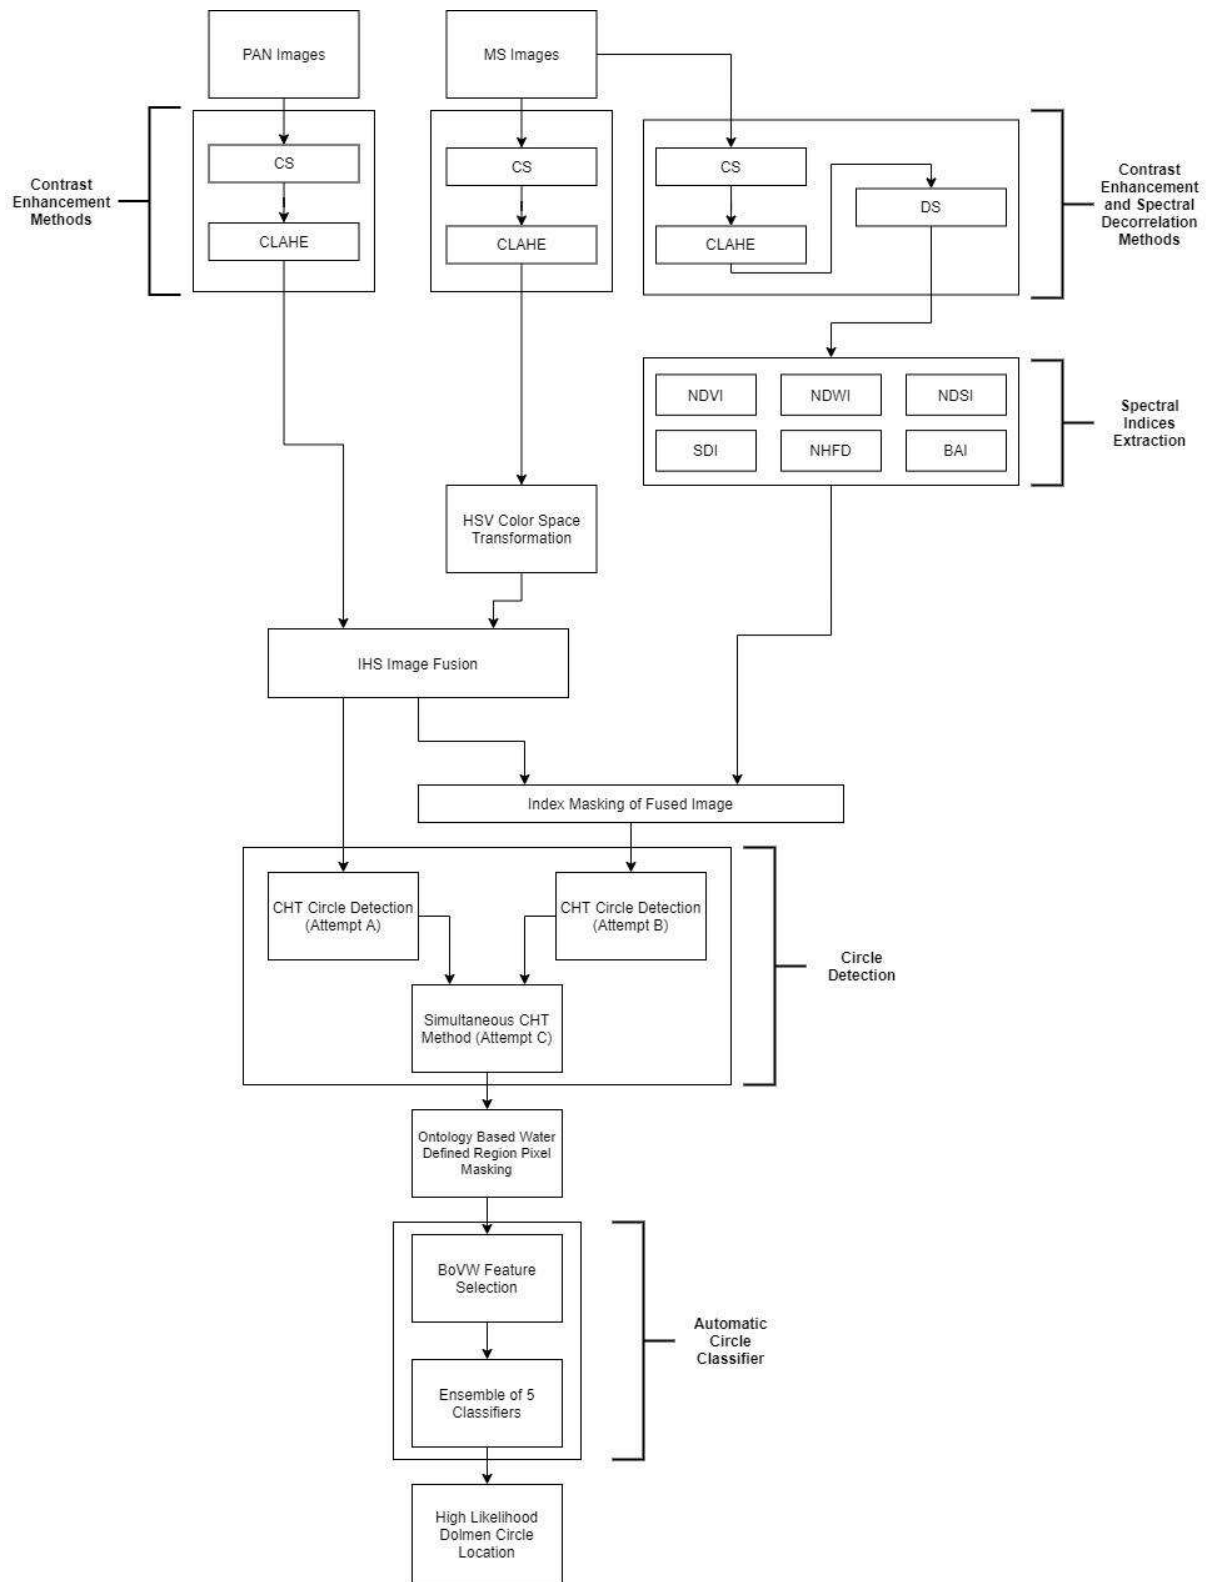 PAN Images
MS Images
Contrast
Enhancement
Methods
CS
CLAHE
CS
CLAHE
CS
CLAHE
DS
Contrast
Enhancement
and Spectral
Decorrelation
Methods
NDVI
NDWI
NDSI
SDI
NHFD
BAI
Spectral
Indices
Extraction
HSV Color Space
Transformation
IHS Image Fusion
Index Masking of Fused Image
CHT Circle Detection
(Attempt A)
CHT Circle Detection
(Attempt B)
Simultaneous CHT
Method (Attempt C)
Circle
Detection
Ontology Based Water
Defined Region Pixel
Masking
BoVW Feature
Selection
Ensemble of 5
Classifiers
Automatic
Circle
Classifier
High Likelihood
Dolmen Circle
Location